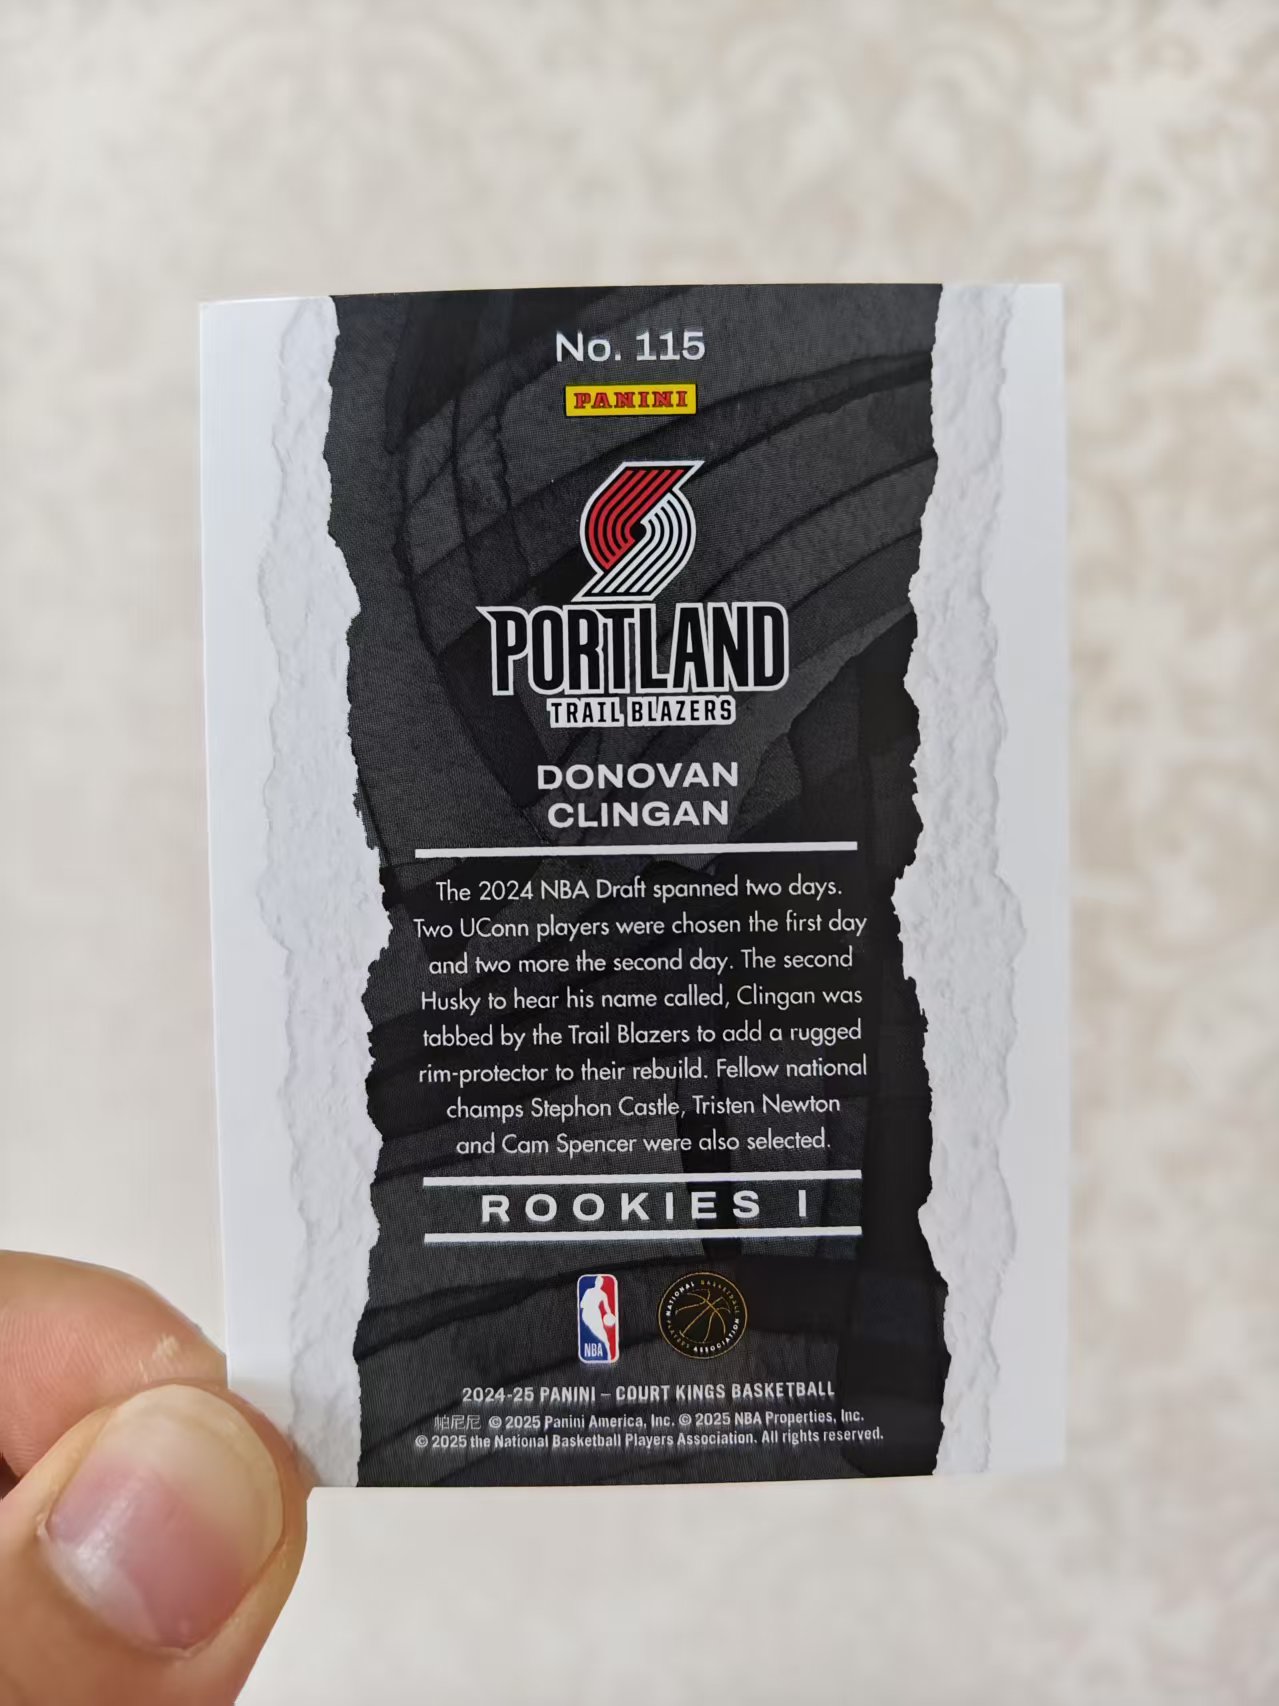 No. 115
PANINI
PORTLAND
TRAIL BLAZERS
DONOVAN
CLINGAN
The 2024 NBA Draft spanned two days.
Two UConn players were chosen the first day
and two more the second day. The second
Husky to hear his name called, Clingan was
tabbed by the Trail Blazers to add a rugged
rim-protector to their rebuild. Fellow national
champs Stephon Castle, Tristen Newton
and Cam Spencer were also selected.
ROOKIES I
NBA
NATIONAL BASKETBALL PLAYERS ASSOCIATION
2024-25 PANINI – COURT KINGS BASKETBALL
帕尼尼 © 2025 Panini America, Inc. © 2025 NBA Properties, Inc.
© 2025 the National Basketball Players Association. All rights reserved.